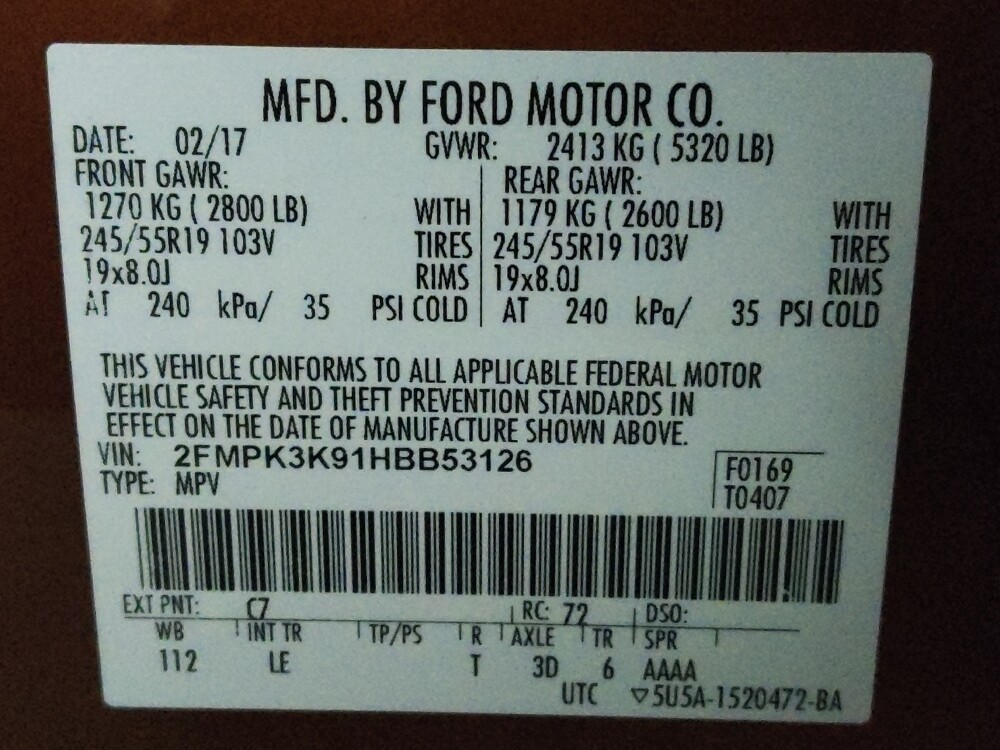 MFD. BY FORD MOTOR CO.
DATE: 02/17 GVWR: 2413 KG ( 5320 LB)
FRONT GAWR: REAR GAWR:
1270 KG ( 2800 LB) WITH 1179 KG ( 2600 LB) WITH
245/55R19 103V TIRES 245/55R19 103V TIRES
19x8.0J RIMS 19x8.0J RIMS
AT 240 kPa/ 35 PSI COLD AT 240 kPa/ 35 PSI COLD
THIS VEHICLE CONFORMS TO ALL APPLICABLE FEDERAL MOTOR
VEHICLE SAFETY AND THEFT PREVENTION STANDARDS IN
EFFECT ON THE DATE OF MANUFACTURE SHOWN ABOVE.
VIN: 2FMPK3K91HBB53126 F0169
TYPE: MPV T0407
EXT PNT: C7 RC: 72 DSO:
WB INT TR TP/PS R AXLE TR SPR
112 LE T 3D 6 AAAA
UTC ▽5U5A-1520472-BA